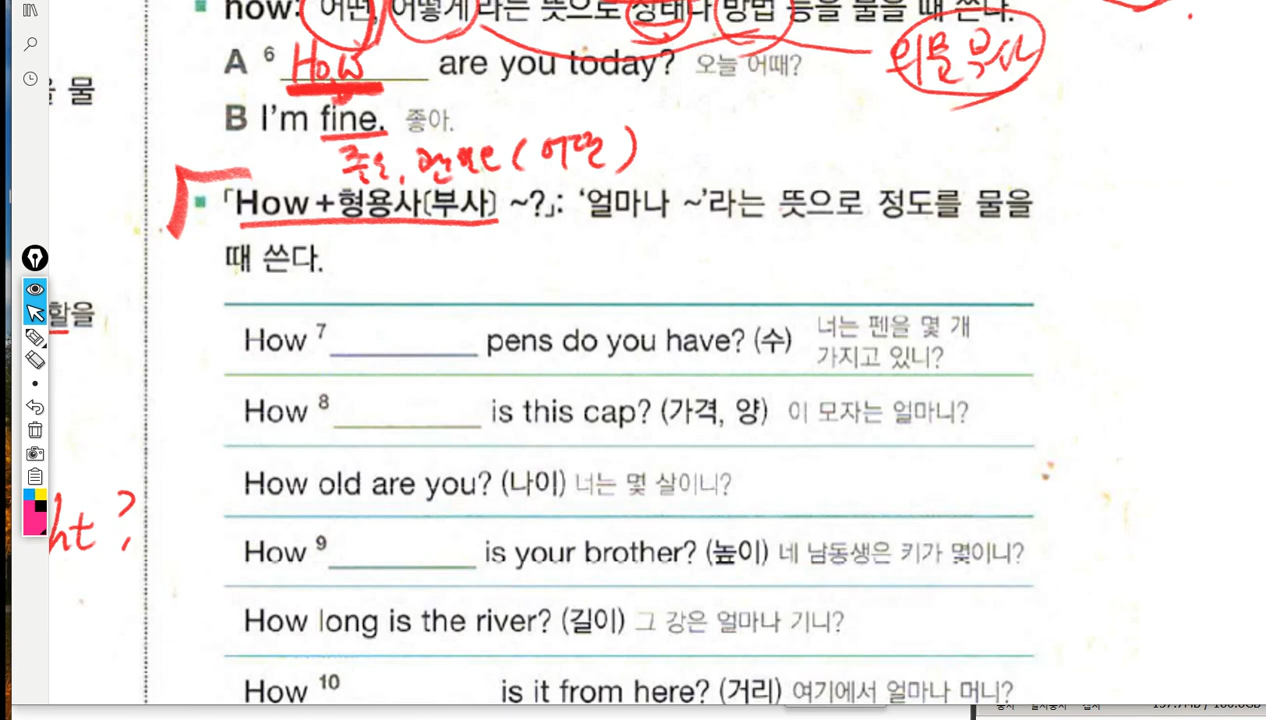 how: 어떤, 어떻게 라는 뜻으로 상태나 방법 등을 물을 때 쓴다.
의문부사
A 6 How are you today? 오늘 어때?
을 물
B I'm fine. 좋아.
(어떤)
「How+형용사(부사) ~?」: '얼마나 ~'라는 뜻으로 정도를 물을
때 쓴다.
할을
How 7 pens do you have? (수) 너는 펜을 몇 개
가지고 있니?
How 8 is this cap? (가격, 양) 이 모자는 얼마니?
How old are you? (나이) 너는 몇 살이니?
ht?
How 9 is your brother? (높이) 네 남동생은 키가 몇이니?
How long is the river? (길이) 그 강은 얼마나 기니?
How 10 is it from here? (거리) 여기에서 얼마나 머니?